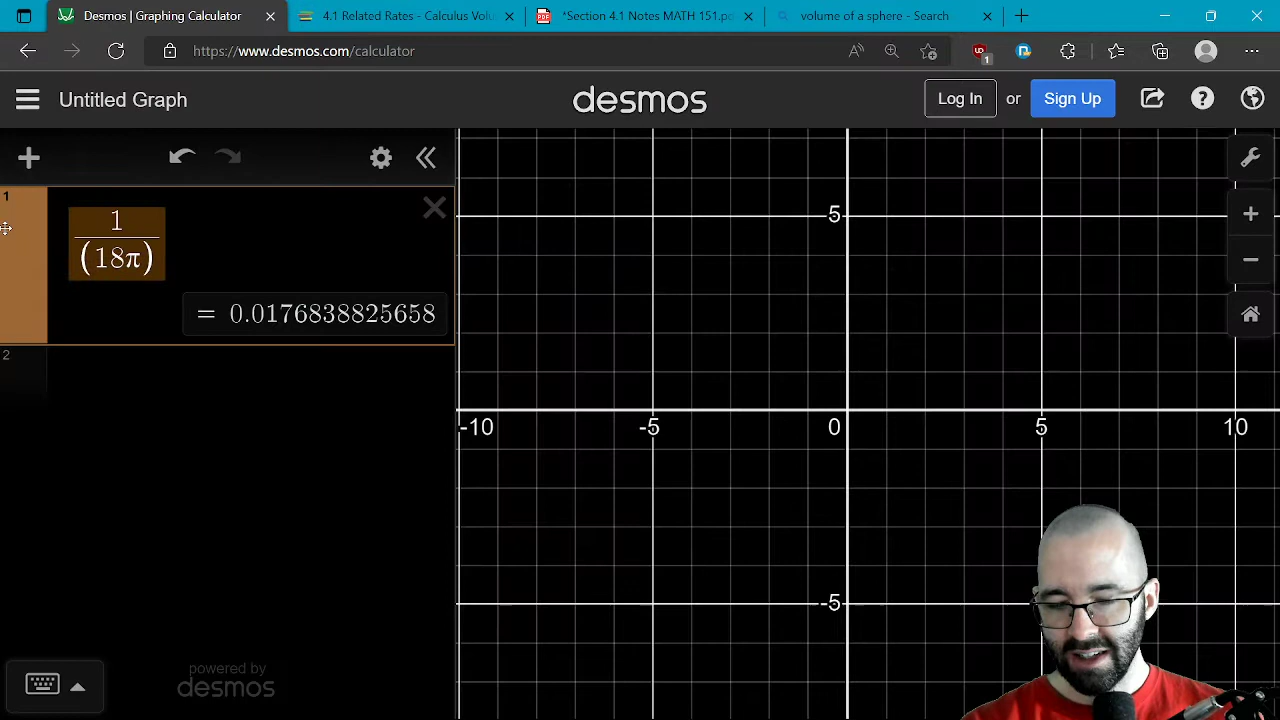 Desmos | Graphing Calculator
4.1 Related Rates - Calculus Volu
*Section 4.1 Notes MATH 151.pd
volume of a sphere - Search
https://www.desmos.com/calculator
1
Untitled Graph
desmos
Log In or Sign Up
1
1
(18π)
= 0.0176838825658
2
5
-10 -5 0 5 10
-5
powered by
desmos